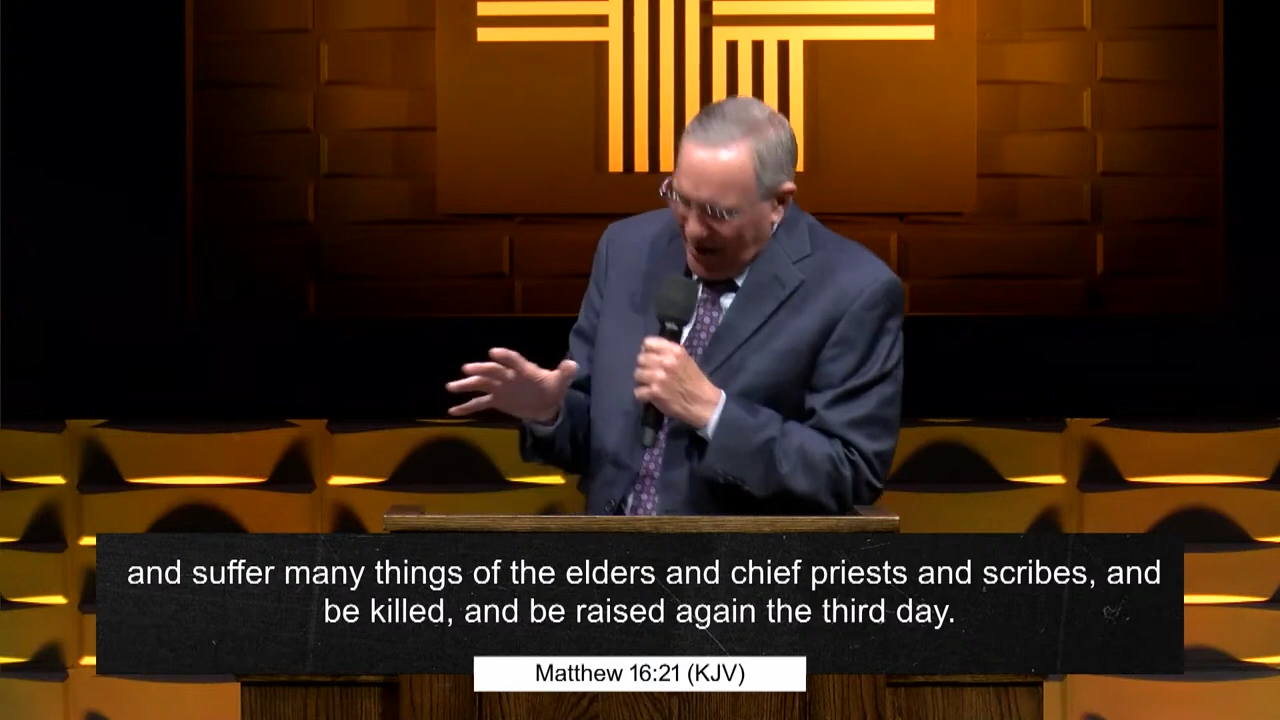 and suffer many things of the elders and chief priests and scribes, and
be killed, and be raised again the third day.
Matthew 16:21 (KJV)